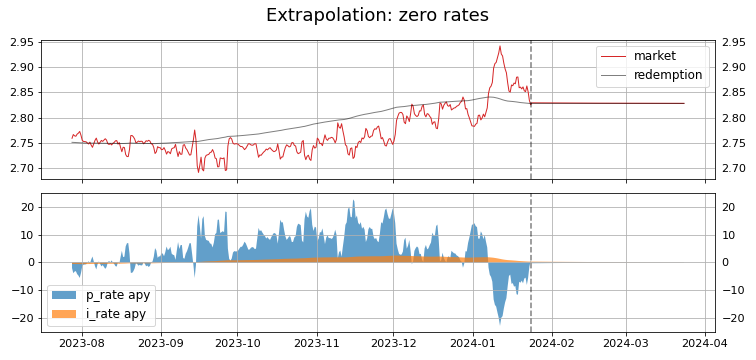 Extrapolation: zero rates
2.95 2.95
2.90 2.90
2.85 2.85
2.80 2.80
2.75 2.75
2.70 2.70
market
redemption
20 20
10 10
0 0
−10 −10
−20 −20
p_rate apy
i_rate apy
2023-08 2023-09 2023-10 2023-11 2023-12 2024-01 2024-02 2024-03 2024-04